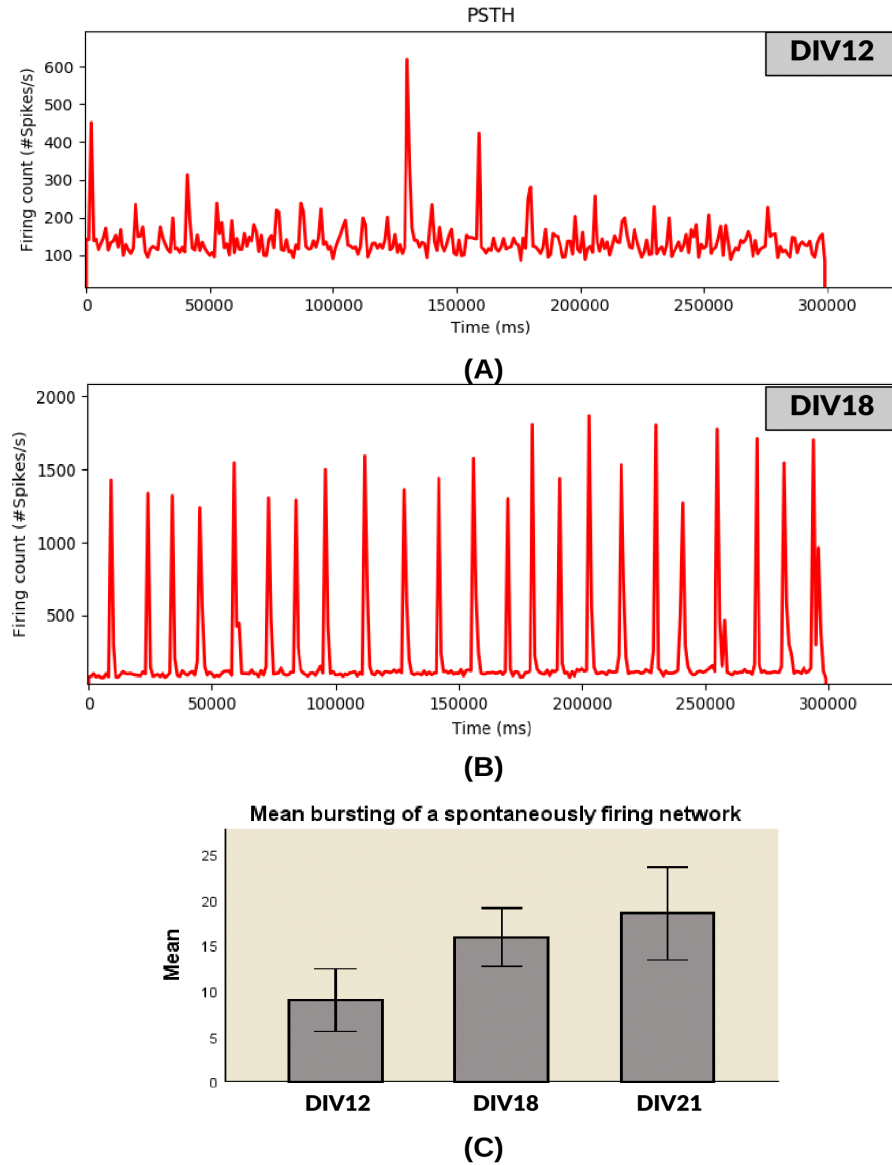 PSTH
DIV12
Firing count (#Spikes/s)
600
500
400
300
200
100
0 50000 100000 150000 200000 250000 300000
Time (ms)
(A)
DIV18
Firing count (#Spikes/s)
2000
1500
1000
500
0 50000 100000 150000 200000 250000 300000
Time (ms)
(B)
Mean bursting of a spontaneously firing network
Mean
25
20
15
10
5
0
DIV12 DIV18 DIV21
(C)